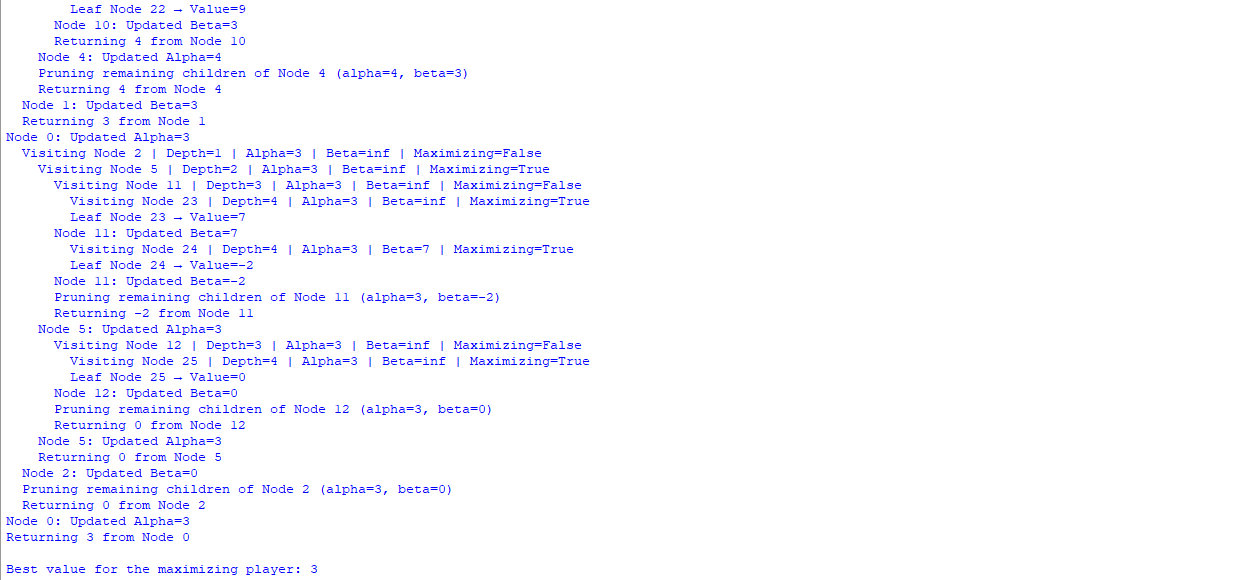 Leaf Node 22 → Value=9
      Node 10: Updated Beta=3
      Returning 4 from Node 10
    Node 4: Updated Alpha=4
    Pruning remaining children of Node 4 (alpha=4, beta=3)
    Returning 4 from Node 4
  Node 1: Updated Beta=3
  Returning 3 from Node 1
Node 0: Updated Alpha=3
  Visiting Node 2 | Depth=1 | Alpha=3 | Beta=inf | Maximizing=False
    Visiting Node 5 | Depth=2 | Alpha=3 | Beta=inf | Maximizing=True
      Visiting Node 11 | Depth=3 | Alpha=3 | Beta=inf | Maximizing=False
        Visiting Node 23 | Depth=4 | Alpha=3 | Beta=inf | Maximizing=True
        Leaf Node 23 → Value=7
      Node 11: Updated Beta=7
        Visiting Node 24 | Depth=4 | Alpha=3 | Beta=7 | Maximizing=True
        Leaf Node 24 → Value=-2
      Node 11: Updated Beta=-2
      Pruning remaining children of Node 11 (alpha=3, beta=-2)
      Returning -2 from Node 11
    Node 5: Updated Alpha=3
      Visiting Node 12 | Depth=3 | Alpha=3 | Beta=inf | Maximizing=False
        Visiting Node 25 | Depth=4 | Alpha=3 | Beta=inf | Maximizing=True
        Leaf Node 25 → Value=0
      Node 12: Updated Beta=0
      Pruning remaining children of Node 12 (alpha=3, beta=0)
      Returning 0 from Node 12
    Node 5: Updated Alpha=3
    Returning 0 from Node 5
  Node 2: Updated Beta=0
  Pruning remaining children of Node 2 (alpha=3, beta=0)
  Returning 0 from Node 2
Node 0: Updated Alpha=3
Returning 3 from Node 0

Best value for the maximizing player: 3